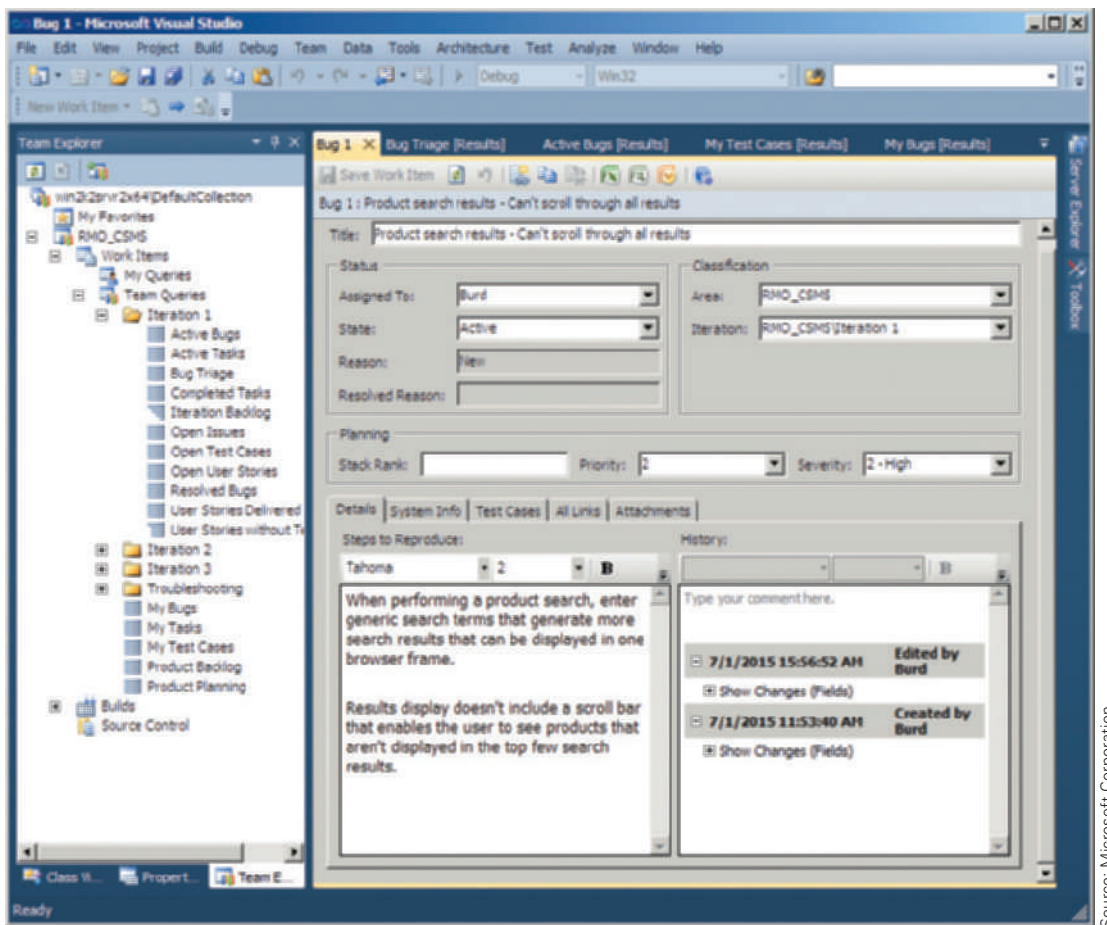 Bug 1 - Microsoft Visual Studio
File Edit View Project Build Debug Team Data Tools Architecture Test Analyze Window Help
Debug Win32
New Work Item
Team Explorer
win2k2srvr2x64\DefaultCollection
My Favorites
RMO_CSMS
Work Items
My Queries
Team Queries
Iteration 1
Active Bugs
Active Tasks
Bug Triage
Completed Tasks
Iteration Backlog
Open Issues
Open Test Cases
Open User Stories
Resolved Bugs
User Stories Delivered
User Stories without Te
Iteration 2
Iteration 3
Troubleshooting
My Bugs
My Tasks
My Test Cases
Product Backlog
Product Planning
Builds
Source Control
Class Vi... Propert... Team E...
Ready
Bug 1 Bug Triage [Results] Active Bugs [Results] My Test Cases [Results] My Bugs [Results]
Save Work Item
Bug 1 : Product search results - Can't scroll through all results
Title: Product search results - Can't scroll through all results
Status
Assigned To: Burd
State: Active
Reason: New
Resolved Reason:
Classification
Area: RMO_CSMS
Iteration: RMO_CSMS\Iteration 1
Planning
Stack Rank: Priority: 2 Severity: 2 - High
Details System Info Test Cases All Links Attachments
Steps to Reproduce:
Tahoma 2 B
When performing a product search, enter
generic search terms that generate more
search results that can be displayed in one
browser frame.
Results display doesn't include a scroll bar
that enables the user to see products that
aren't displayed in the top few search
results.
History:
B
Type your comment here.
7/1/2015 15:56:52 AM Edited by
Burd
Show Changes (Fields)
7/1/2015 11:53:40 AM Created by
Burd
Show Changes (Fields)
Server Explorer
Toolbox
Source: Microsoft Corporation